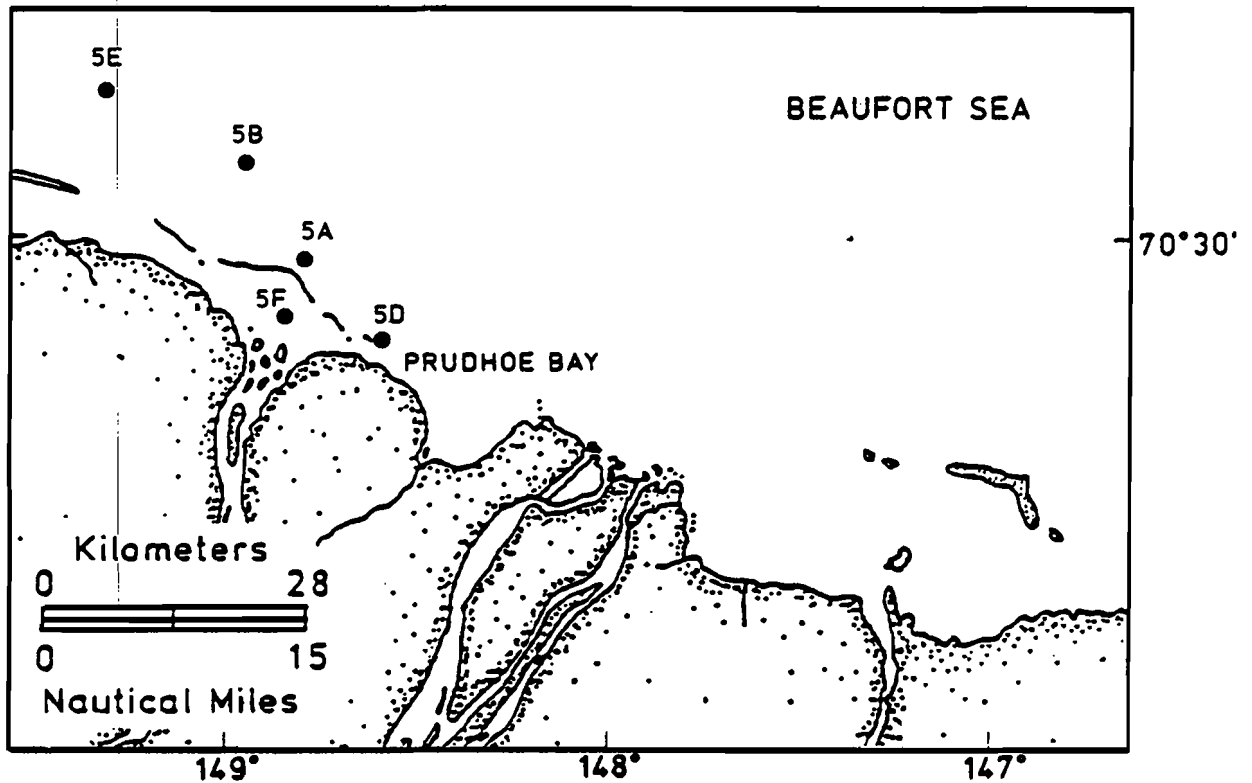 5E
5B
BEAUFORT SEA
5A
70°30'
5F
5D
PRUDHOE BAY
Kilometers
0 28
0 15
Nautical Miles
149° 148° 147°